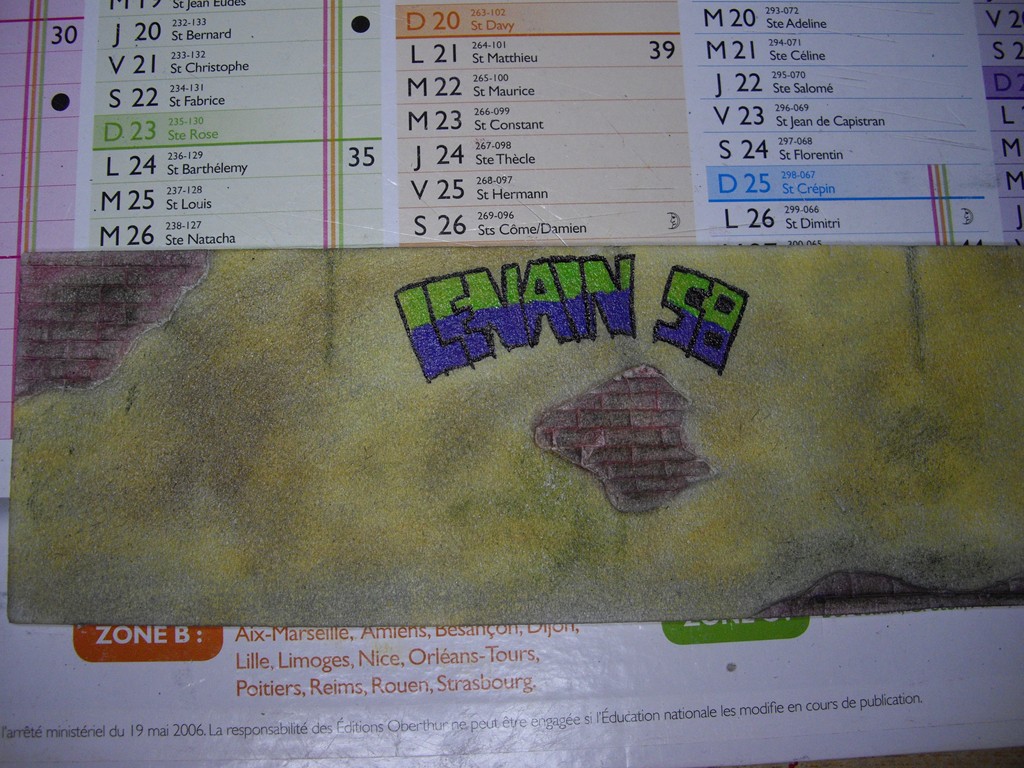 M 19 St Jean Eudes
30
J 20 232-133 St Bernard
V 21 233-132 St Christophe
S 22 234-131 St Fabrice
D 23 235-130 Ste Rose
L 24 236-129 St Barthélemy 35
M 25 237-128 St Louis
M 26 238-127 Ste Natacha
D 20 263-102 St Davy
L 21 264-101 St Matthieu 39
M 22 265-100 St Maurice
M 23 266-099 St Constant
J 24 267-098 Ste Thècle
V 25 268-097 St Hermann
S 26 269-096 Sts Côme/Damien
M 20 293-072 Ste Adeline
M 21 294-071 Ste Céline
J 22 295-070 Ste Salomé
V 23 296-069 St Jean de Capistran
S 24 297-068 St Florentin
D 25 298-067 St Crépin
L 26 299-066 St Dimitri
300-065
LENAIN 58
ZONE B : Aix-Marseille, Amiens, Besançon, Dijon,
Lille, Limoges, Nice, Orléans-Tours,
Poitiers, Reims, Rouen, Strasbourg.
l'arrêté ministériel du 19 mai 2006. La responsabilité des Éditions Oberthur ne peut être engagée si l'Éducation nationale les modifie en cours de publication.